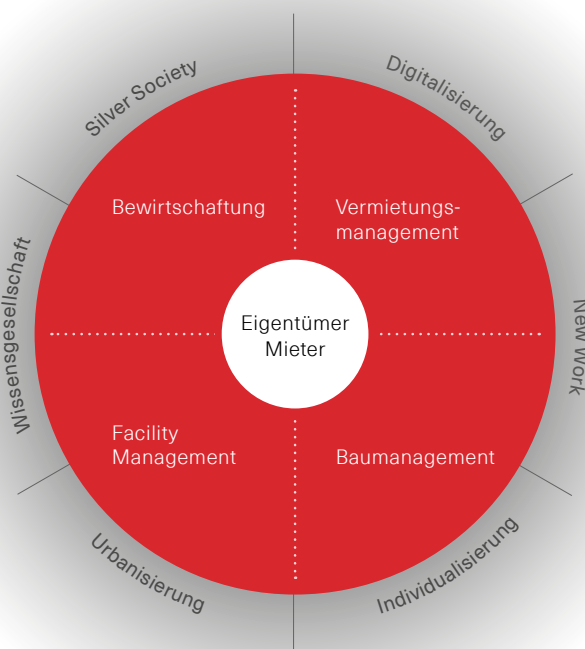 Silver Society
Digitalisierung
Bewirtschaftung
Vermietungs-
management
Wissensgesellschaft
Eigentümer
Mieter
New Work
Facility
Management
Baumanagement
Urbanisierung
Individualisierung